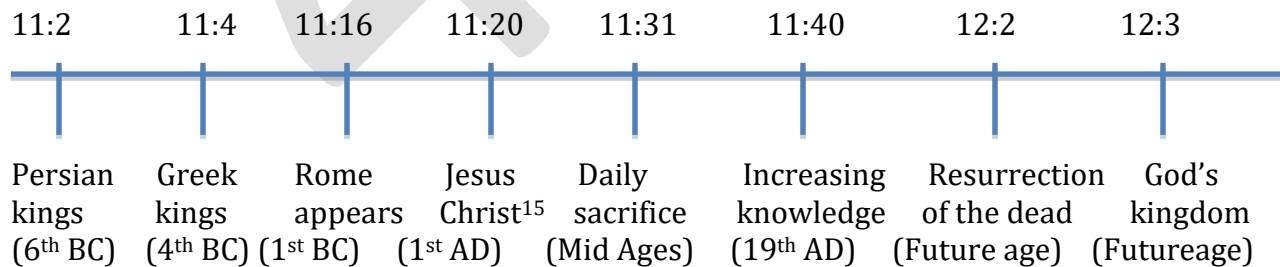 11:2 11:4 11:16 11:20 11:31 11:40 12:2 12:3
Persian Greek Rome Jesus Daily Increasing Resurrection God’s
kings kings appears Christ15 sacrifice knowledge of the dead kingdom
(6th BC) (4th BC) (1st BC) (1st AD) (Mid Ages) (19th AD) (Future age) (Futureage)